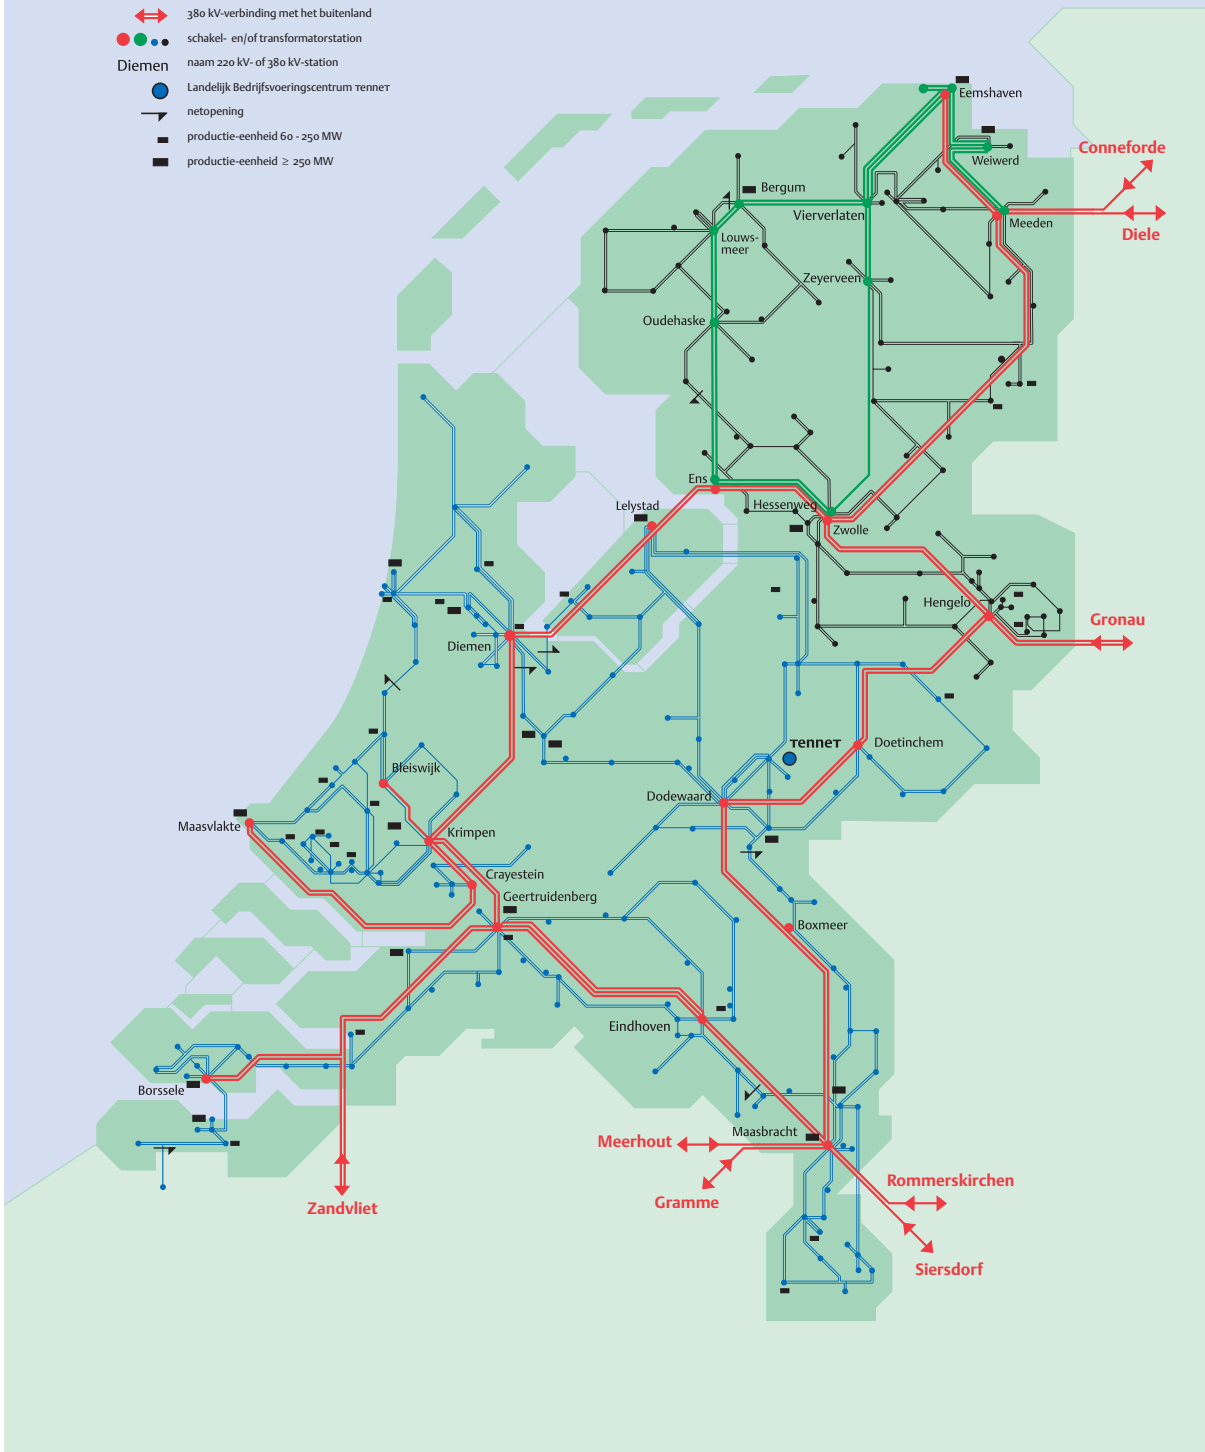 380 kV-verbinding met het buitenland
schakel- en/of transformatorstation
Diemen
naam 220 kV- of 380 kV-station
Landelijk Bedrijfsvoeringscentrum TenneT
netopening
productie-eenheid 60 - 250 MW
productie-eenheid ≥ 250 MW
Eemshaven
Conneforde
Weiwerd
Bergum
Vierverlaten
Meeden
Diele
Louws-
meer
Zeyerveen
Oudehaske
Ens
Lelystad
Hessenweg
Zwolle
Hengelo
Gronau
Diemen
TenneT
Doetinchem
Bleiswijk
Dodewaard
Maasvlakte
Krimpen
Crayestein
Geertruidenberg
Boxmeer
Eindhoven
Borssele
Maasbracht
Meerhout
Rommerskirchen
Gramme
Zandvliet
Siersdorf